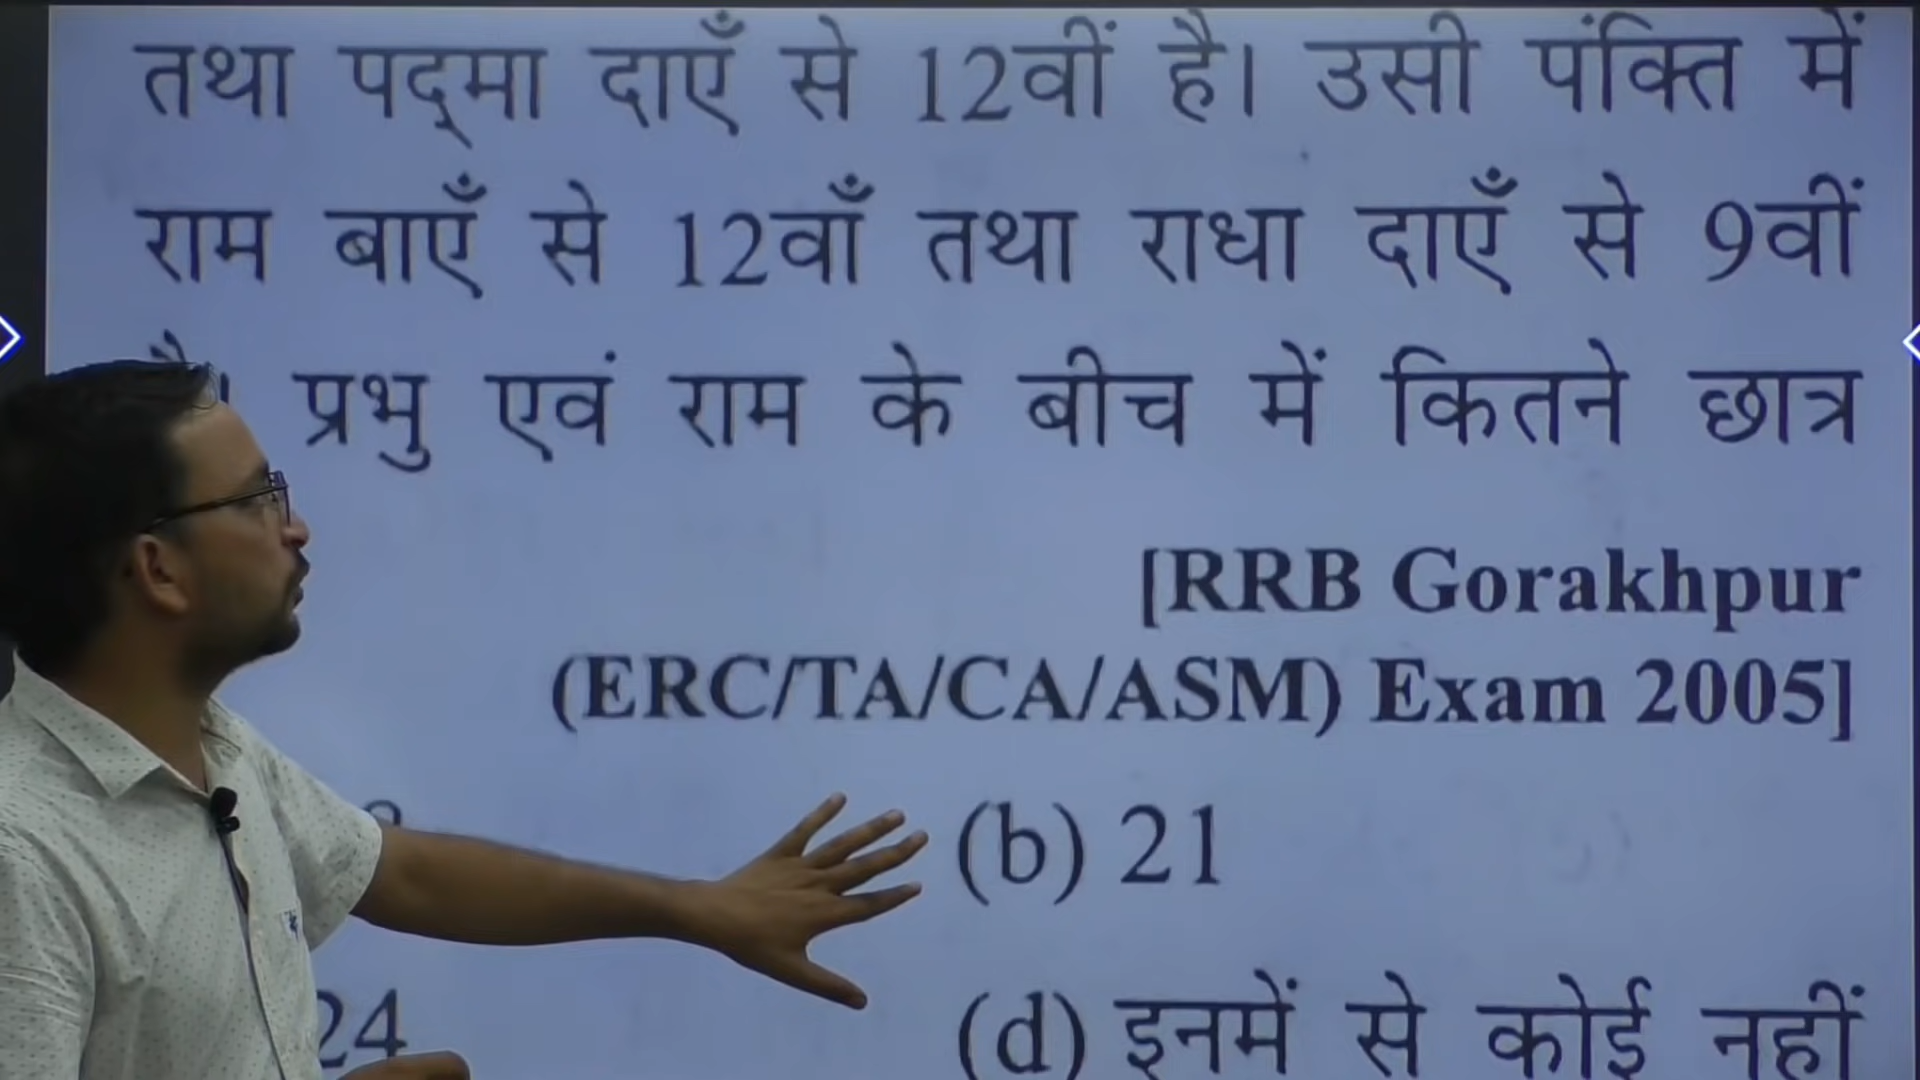 तथा पद्मा दाएँ से 12वीं है। उसी पंक्ति में
राम बाएँ से 12वाँ तथा राधा दाएँ से 9वीं
प्रभु एवं राम के बीच में कितने छात्र
[RRB Gorakhpur
(ERC/TA/CA/ASM) Exam 2005]
(b) 21
24
(d) इनमें से कोई नहीं